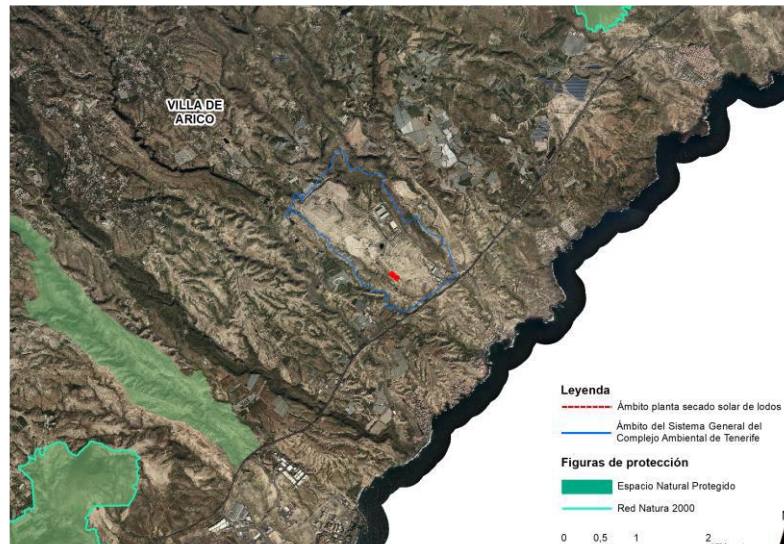 VILLA DE
ARICO
Leyenda
Ámbito planta secado solar de lodos
Ámbito del Sistema General del
Complejo Ambiental de Tenerife
Figuras de protección
Espacio Natural Protegido
Red Natura 2000
0 0,5 1 2